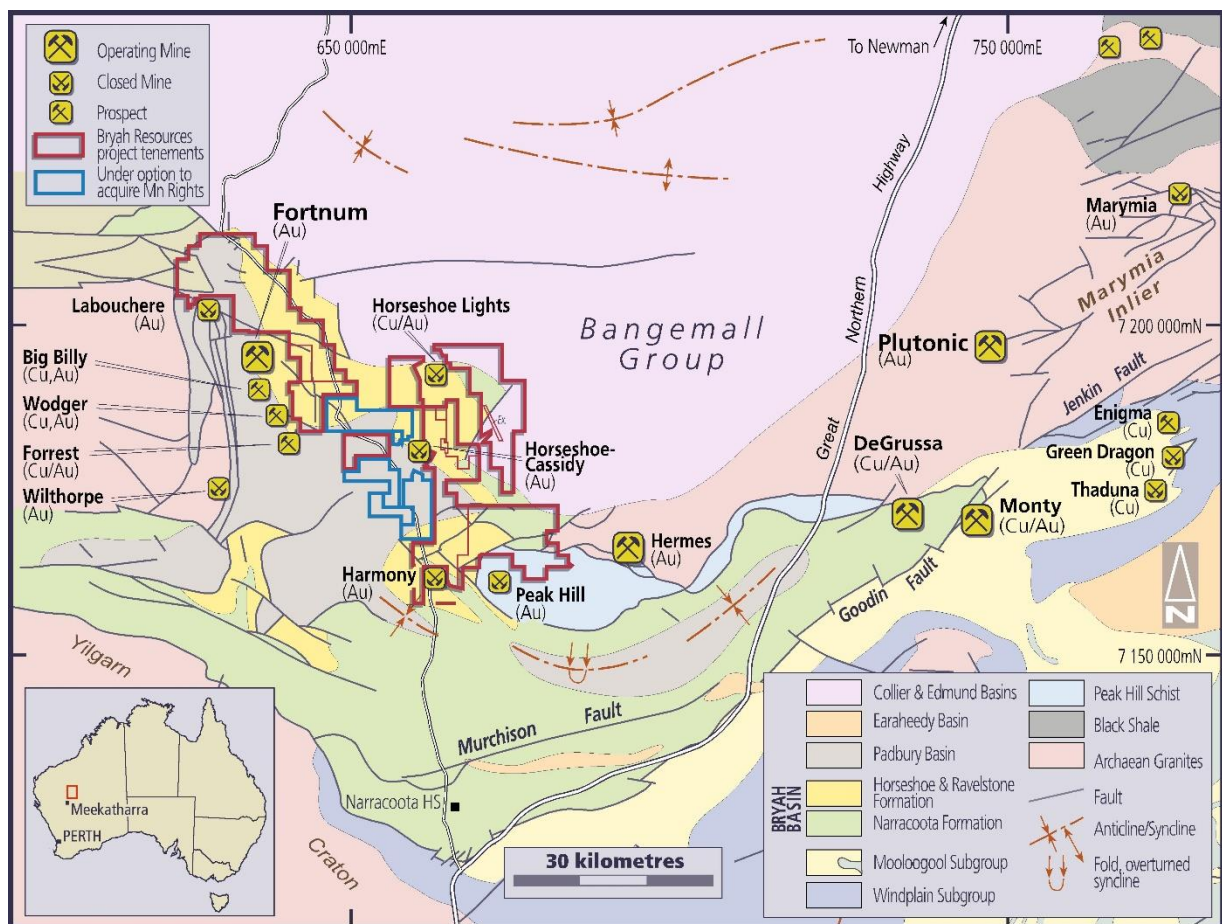 Operating Mine
Closed Mine
Prospect
Bryah Resources
project tenements
Under option to
acquire Mn Rights
650 000mE
750 000mE
To Newman
Highway
Northern
Great
Marymia
(Au)
Marymia
Inlier
Fortnum
(Au)
Labouchere
(Au)
Horseshoe Lights
(Cu/Au)
Bangemall
Group
7 200 000mN
Plutonic
(Au)
Big Billy
(Cu,Au)
Wodger
(Cu,Au)
Forrest
(Cu/Au)
Wilthorpe
(Au)
Ex.
Horseshoe-
Cassidy
(Au)
Jenkin Fault
Enigma
(Cu)
Green Dragon
(Cu)
Thaduna
(Cu)
DeGrussa
(Cu/Au)
Monty
(Cu/Au)
Hermes
(Au)
Harmony
(Au)
Peak Hill
(Au)
Goodin Fault
N
7 150 000mN
Yilgarn
Craton
Murchison Fault
Narracoota HS
30 kilometres
Meekatharra
PERTH
Collier & Edmund Basins
Earaheedy Basin
Padbury Basin
BRYAH
BASIN
Horseshoe & Ravelstone
Formation
Narracoota Formation
Mooloogool Subgroup
Windplain Subgroup
Peak Hill Schist
Black Shale
Archaean Granites
Fault
Anticline/Syncline
Fold, overturned
syncline